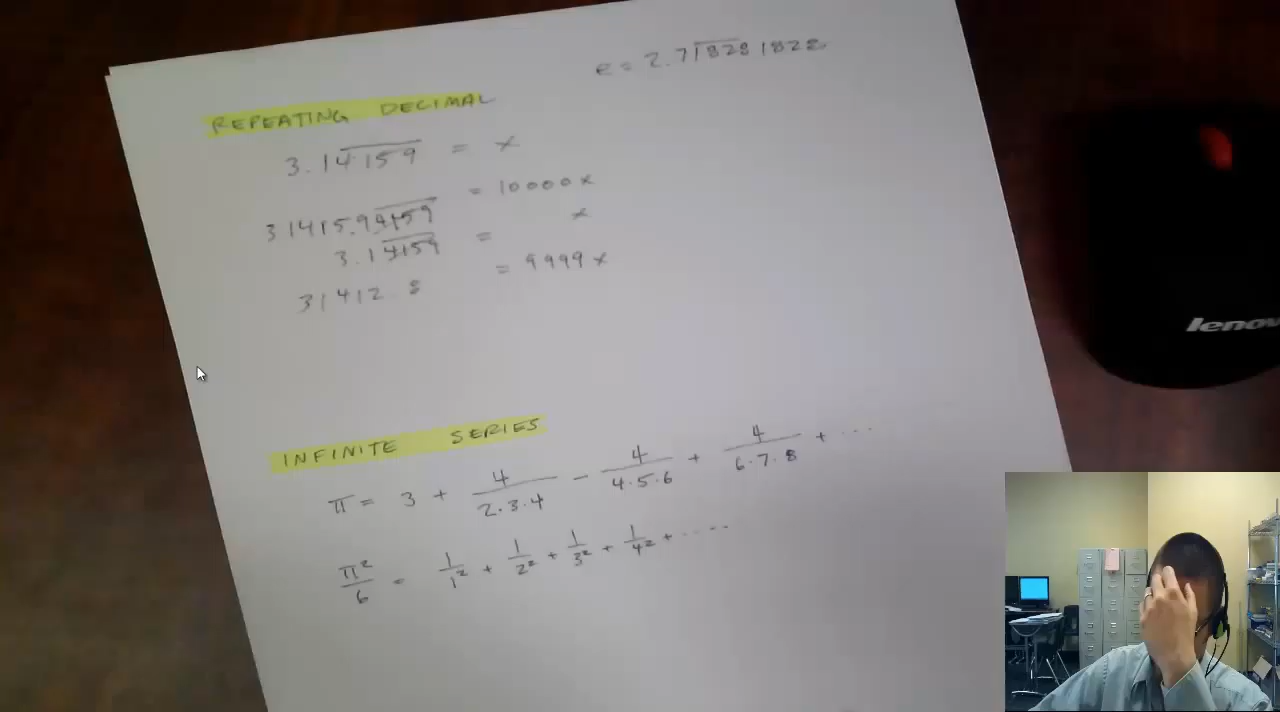 e = 2.7182818 1828
REPEATING DECIMAL
3.14159 = x
31415.94159 = 10000x
3.14159 = x
31412.8 = 9999x
INFINITE SERIES
π = 3 + 4/(2·3·4) − 4/(4·5·6) + 4/(6·7·8) + ···
π²/6 = 1/1² + 1/2² + 1/3² + 1/4² + ····
lenovo